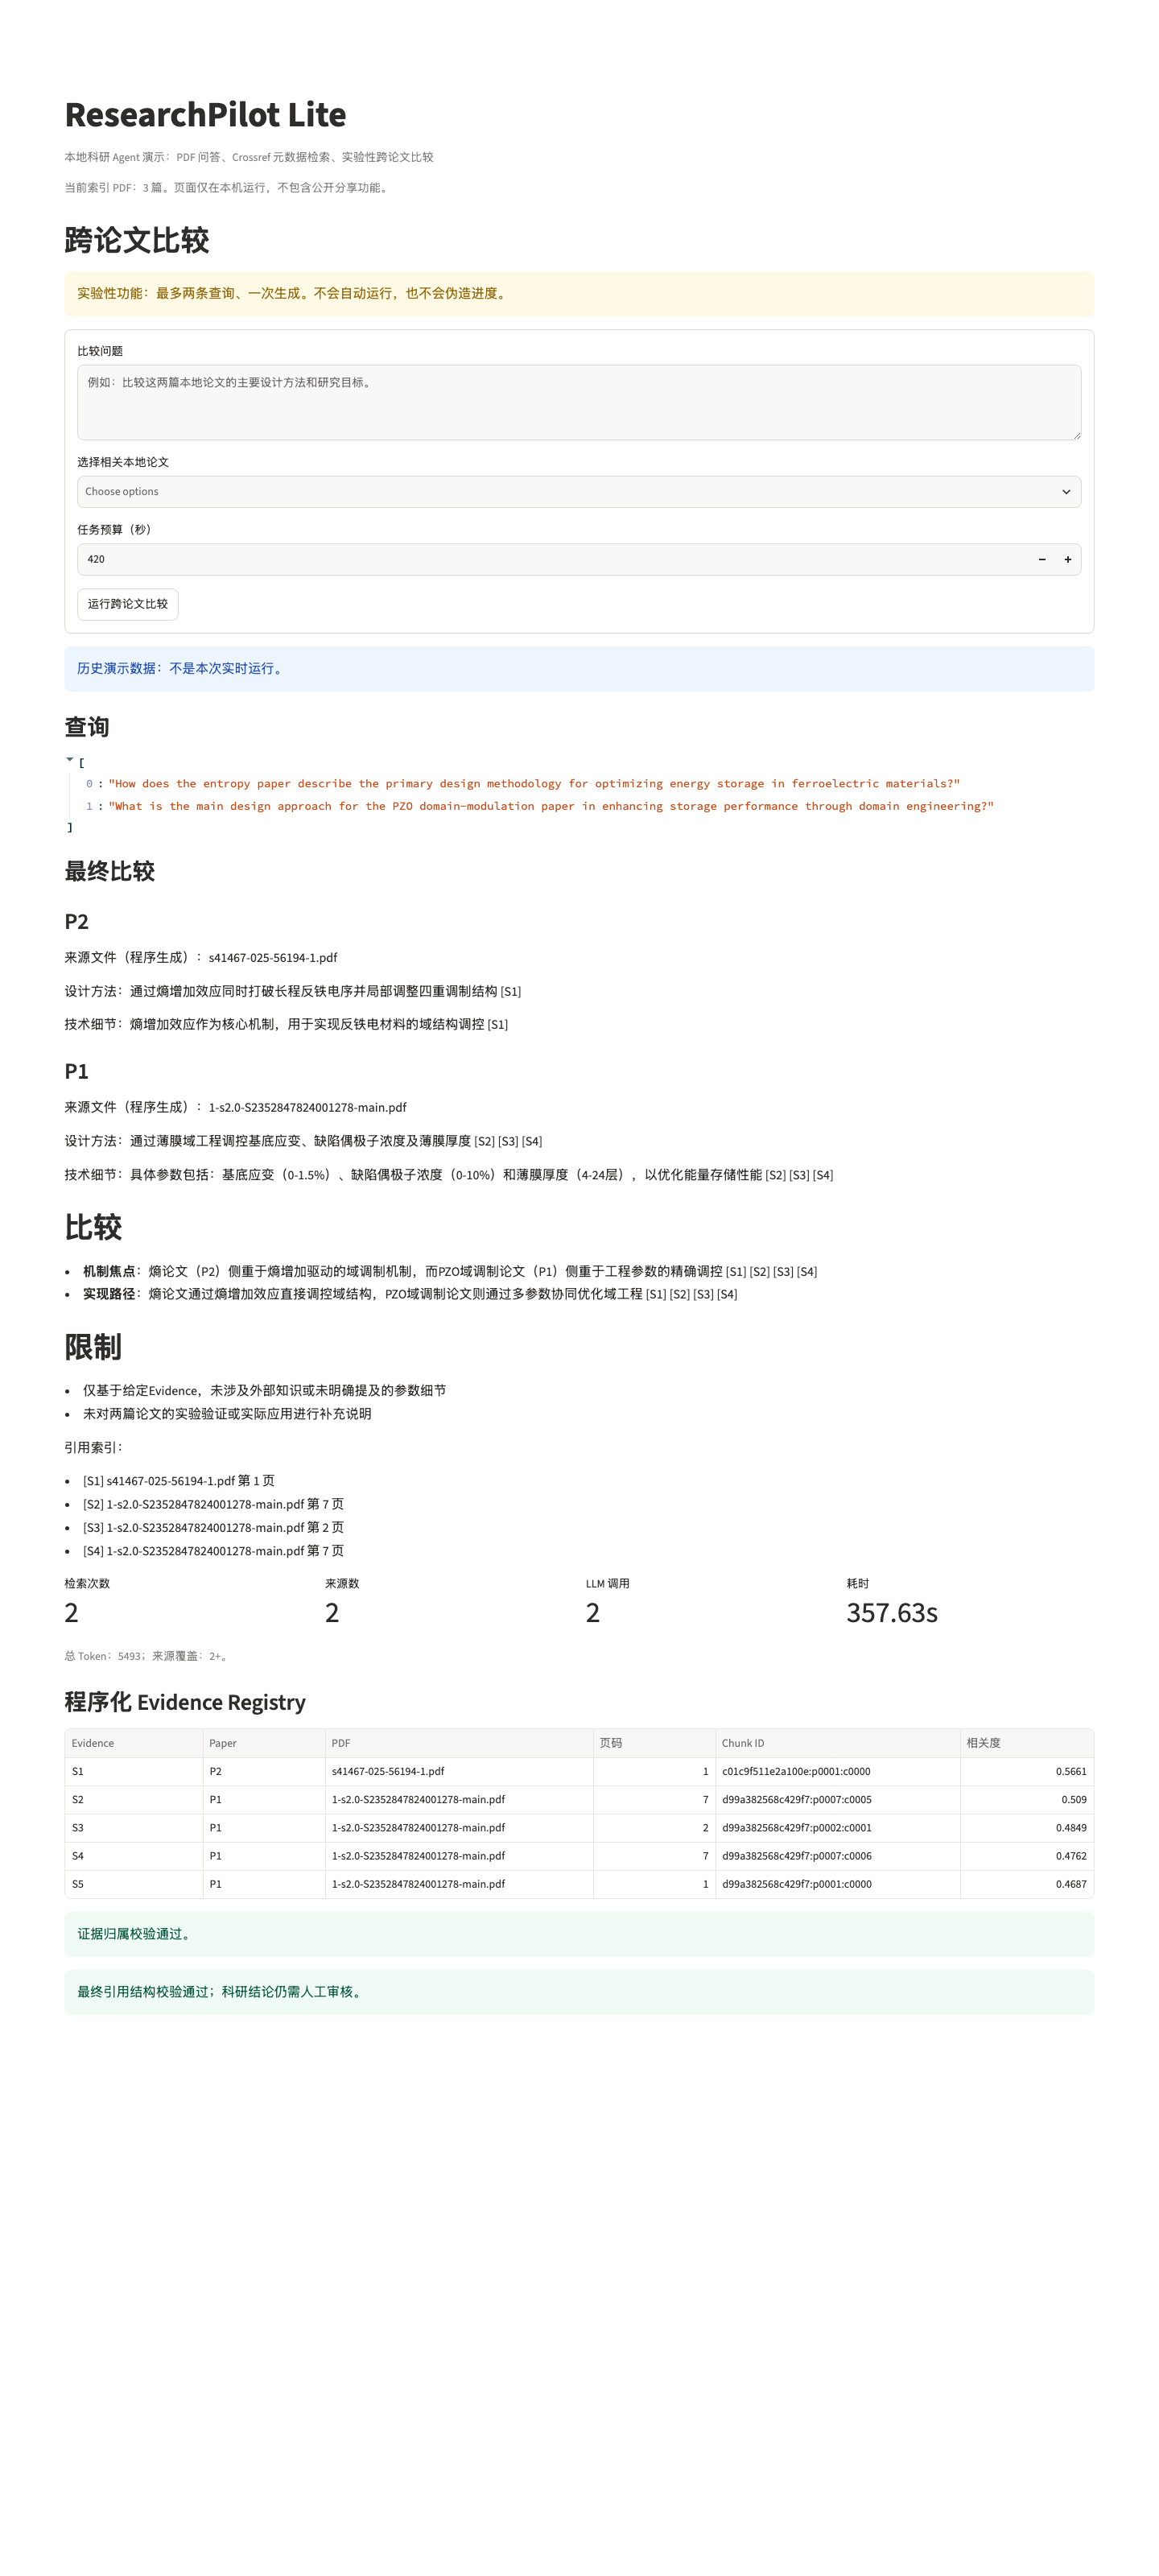 ResearchPilot Lite
本地科研 Agent 演示：PDF 问答、Crossref 元数据检索、实验性跨论文比较
当前索引 PDF：3 篇。页面仅在本机运行，不包含公开分享功能。
跨论文比较
实验性功能：最多两条查询、一次生成。不会自动运行，也不会伪造进度。
比较问题
例如：比较这两篇本地论文的主要设计方法和研究目标。
选择相关本地论文
Choose options
任务预算（秒）
420
运行跨论文比较
历史演示数据：不是本次实时运行。
查询
[
0 : "How does the entropy paper describe the primary design methodology for optimizing energy storage in ferroelectric materials?"
1 : "What is the main design approach for the PZO domain-modulation paper in enhancing storage performance through domain engineering?"
]
最终比较
P2
来源文件（程序生成）：s41467-025-56194-1.pdf
设计方法：通过熵增加效应同时打破长程反铁电序并局部调整四重调制结构 [S1]
技术细节：熵增加效应作为核心机制，用于实现反铁电材料的域结构调控 [S1]
P1
来源文件（程序生成）：1-s2.0-S2352847824001278-main.pdf
设计方法：通过薄膜域工程调控基底应变、缺陷偶极子浓度及薄膜厚度 [S2] [S3] [S4]
技术细节：具体参数包括：基底应变（0-1.5%）、缺陷偶极子浓度（0-10%）和薄膜厚度（4-24层），以优化能量存储性能 [S2] [S3] [S4]
比较
• 机制焦点：熵论文（P2）侧重于熵增加驱动的域调制机制，而PZO域调制论文（P1）侧重于工程参数的精确调控 [S1] [S2] [S3] [S4]
• 实现路径：熵论文通过熵增加效应直接调控域结构，PZO域调制论文则通过多参数协同优化域工程 [S1] [S2] [S3] [S4]
限制
• 仅基于给定Evidence，未涉及外部知识或未明确提及的参数细节
• 未对两篇论文的实验验证或实际应用进行补充说明
引用索引：
• [S1] s41467-025-56194-1.pdf 第 1 页
• [S2] 1-s2.0-S2352847824001278-main.pdf 第 7 页
• [S3] 1-s2.0-S2352847824001278-main.pdf 第 2 页
• [S4] 1-s2.0-S2352847824001278-main.pdf 第 7 页
检索次数 来源数 LLM 调用 耗时
2 2 2 357.63s
总 Token：5493；来源覆盖：2+。
程序化 Evidence Registry
Evidence Paper PDF 页码 Chunk ID 相关度
S1 P2 s41467-025-56194-1.pdf 1 c01c9f511e2a100e:p0001:c0000 0.5661
S2 P1 1-s2.0-S2352847824001278-main.pdf 7 d99a382568c429f7:p0007:c0005 0.509
S3 P1 1-s2.0-S2352847824001278-main.pdf 2 d99a382568c429f7:p0002:c0001 0.4849
S4 P1 1-s2.0-S2352847824001278-main.pdf 7 d99a382568c429f7:p0007:c0006 0.4762
S5 P1 1-s2.0-S2352847824001278-main.pdf 1 d99a382568c429f7:p0001:c0000 0.4687
证据归属校验通过。
最终引用结构校验通过；科研结论仍需人工审核。